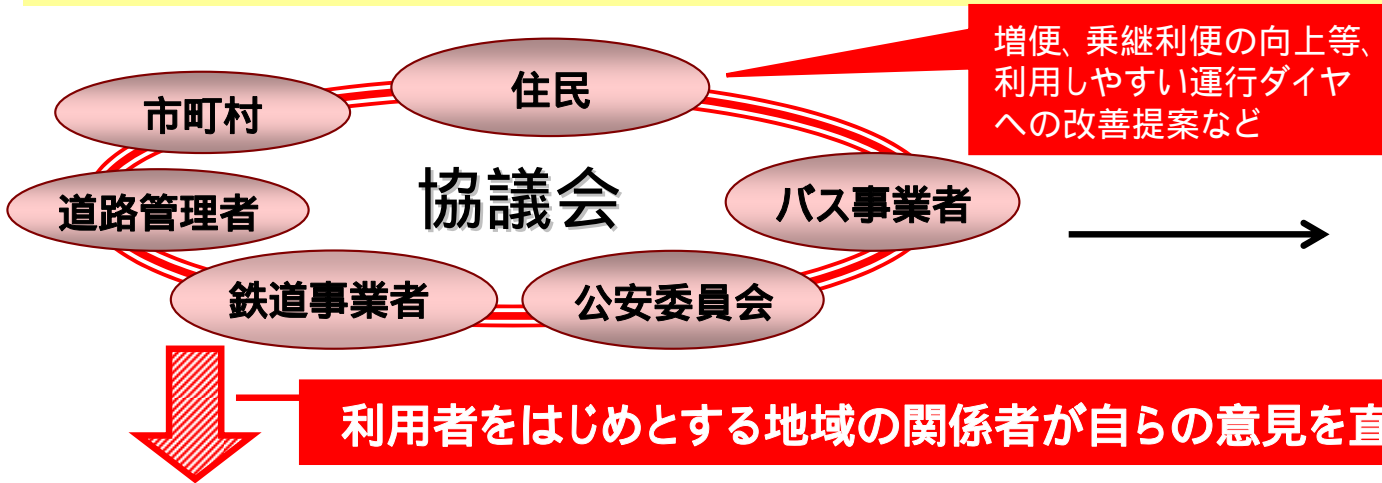 増便、乗継利便の向上等、
利用しやすい運行ダイヤ
への改善提案など
住民
市町村
協議会
バス事業者
道路管理者
鉄道事業者
公安委員会
利用者をはじめとする地域の関係者が自らの意見を直